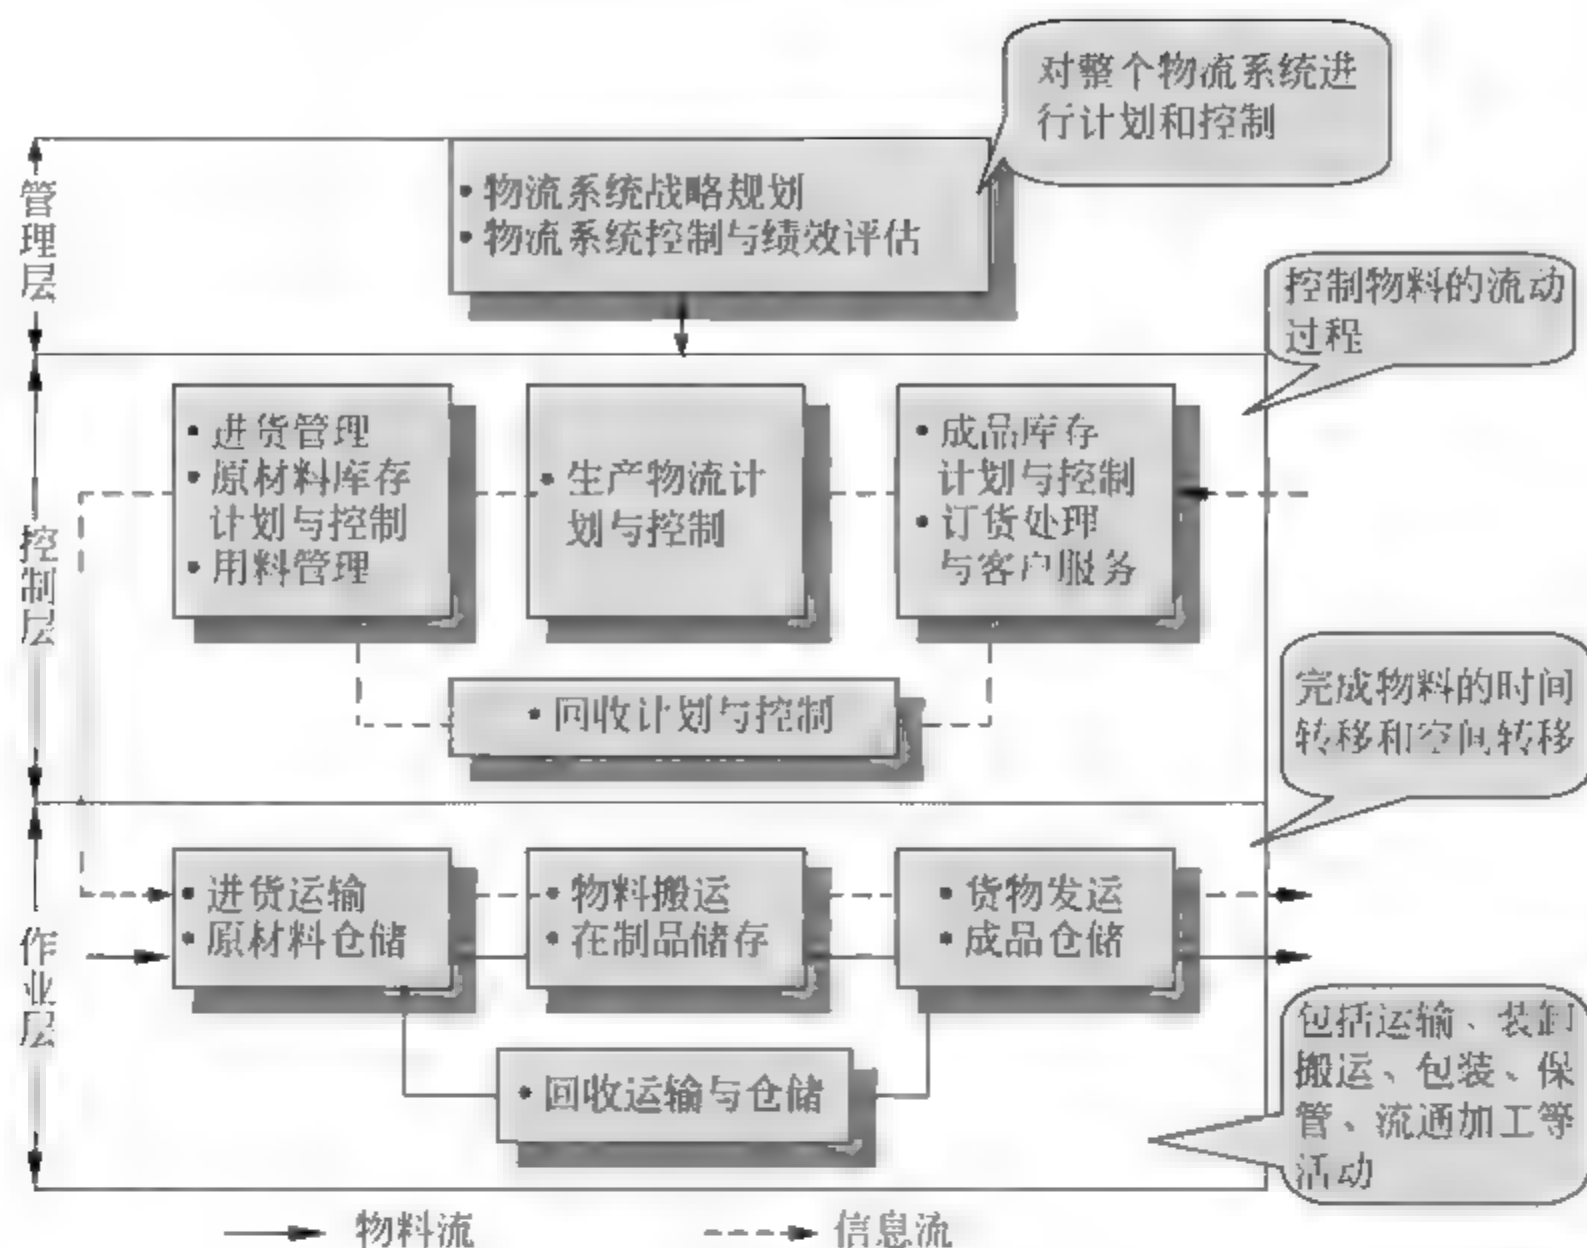 对整个物流系统进
行计划和控制
管理层
• 物流系统战略规划
• 物流系统控制与绩效评估
控制物料的流动
过程
控制层
• 进货管理
• 原材料库存
计划与控制
• 用料管理
• 生产物流计
划与控制
• 成品库存
计划与控制
• 订货处理
与客户服务
• 回收计划与控制
完成物料的时间
转移和空间转移
作业层
• 进货运输
• 原材料仓储
• 物料搬运
• 在制品储存
• 货物发运
• 成品仓储
• 回收运输与仓储
包括运输、装卸
搬运、包装、保
管、流通加工等
活动
物料流
信息流